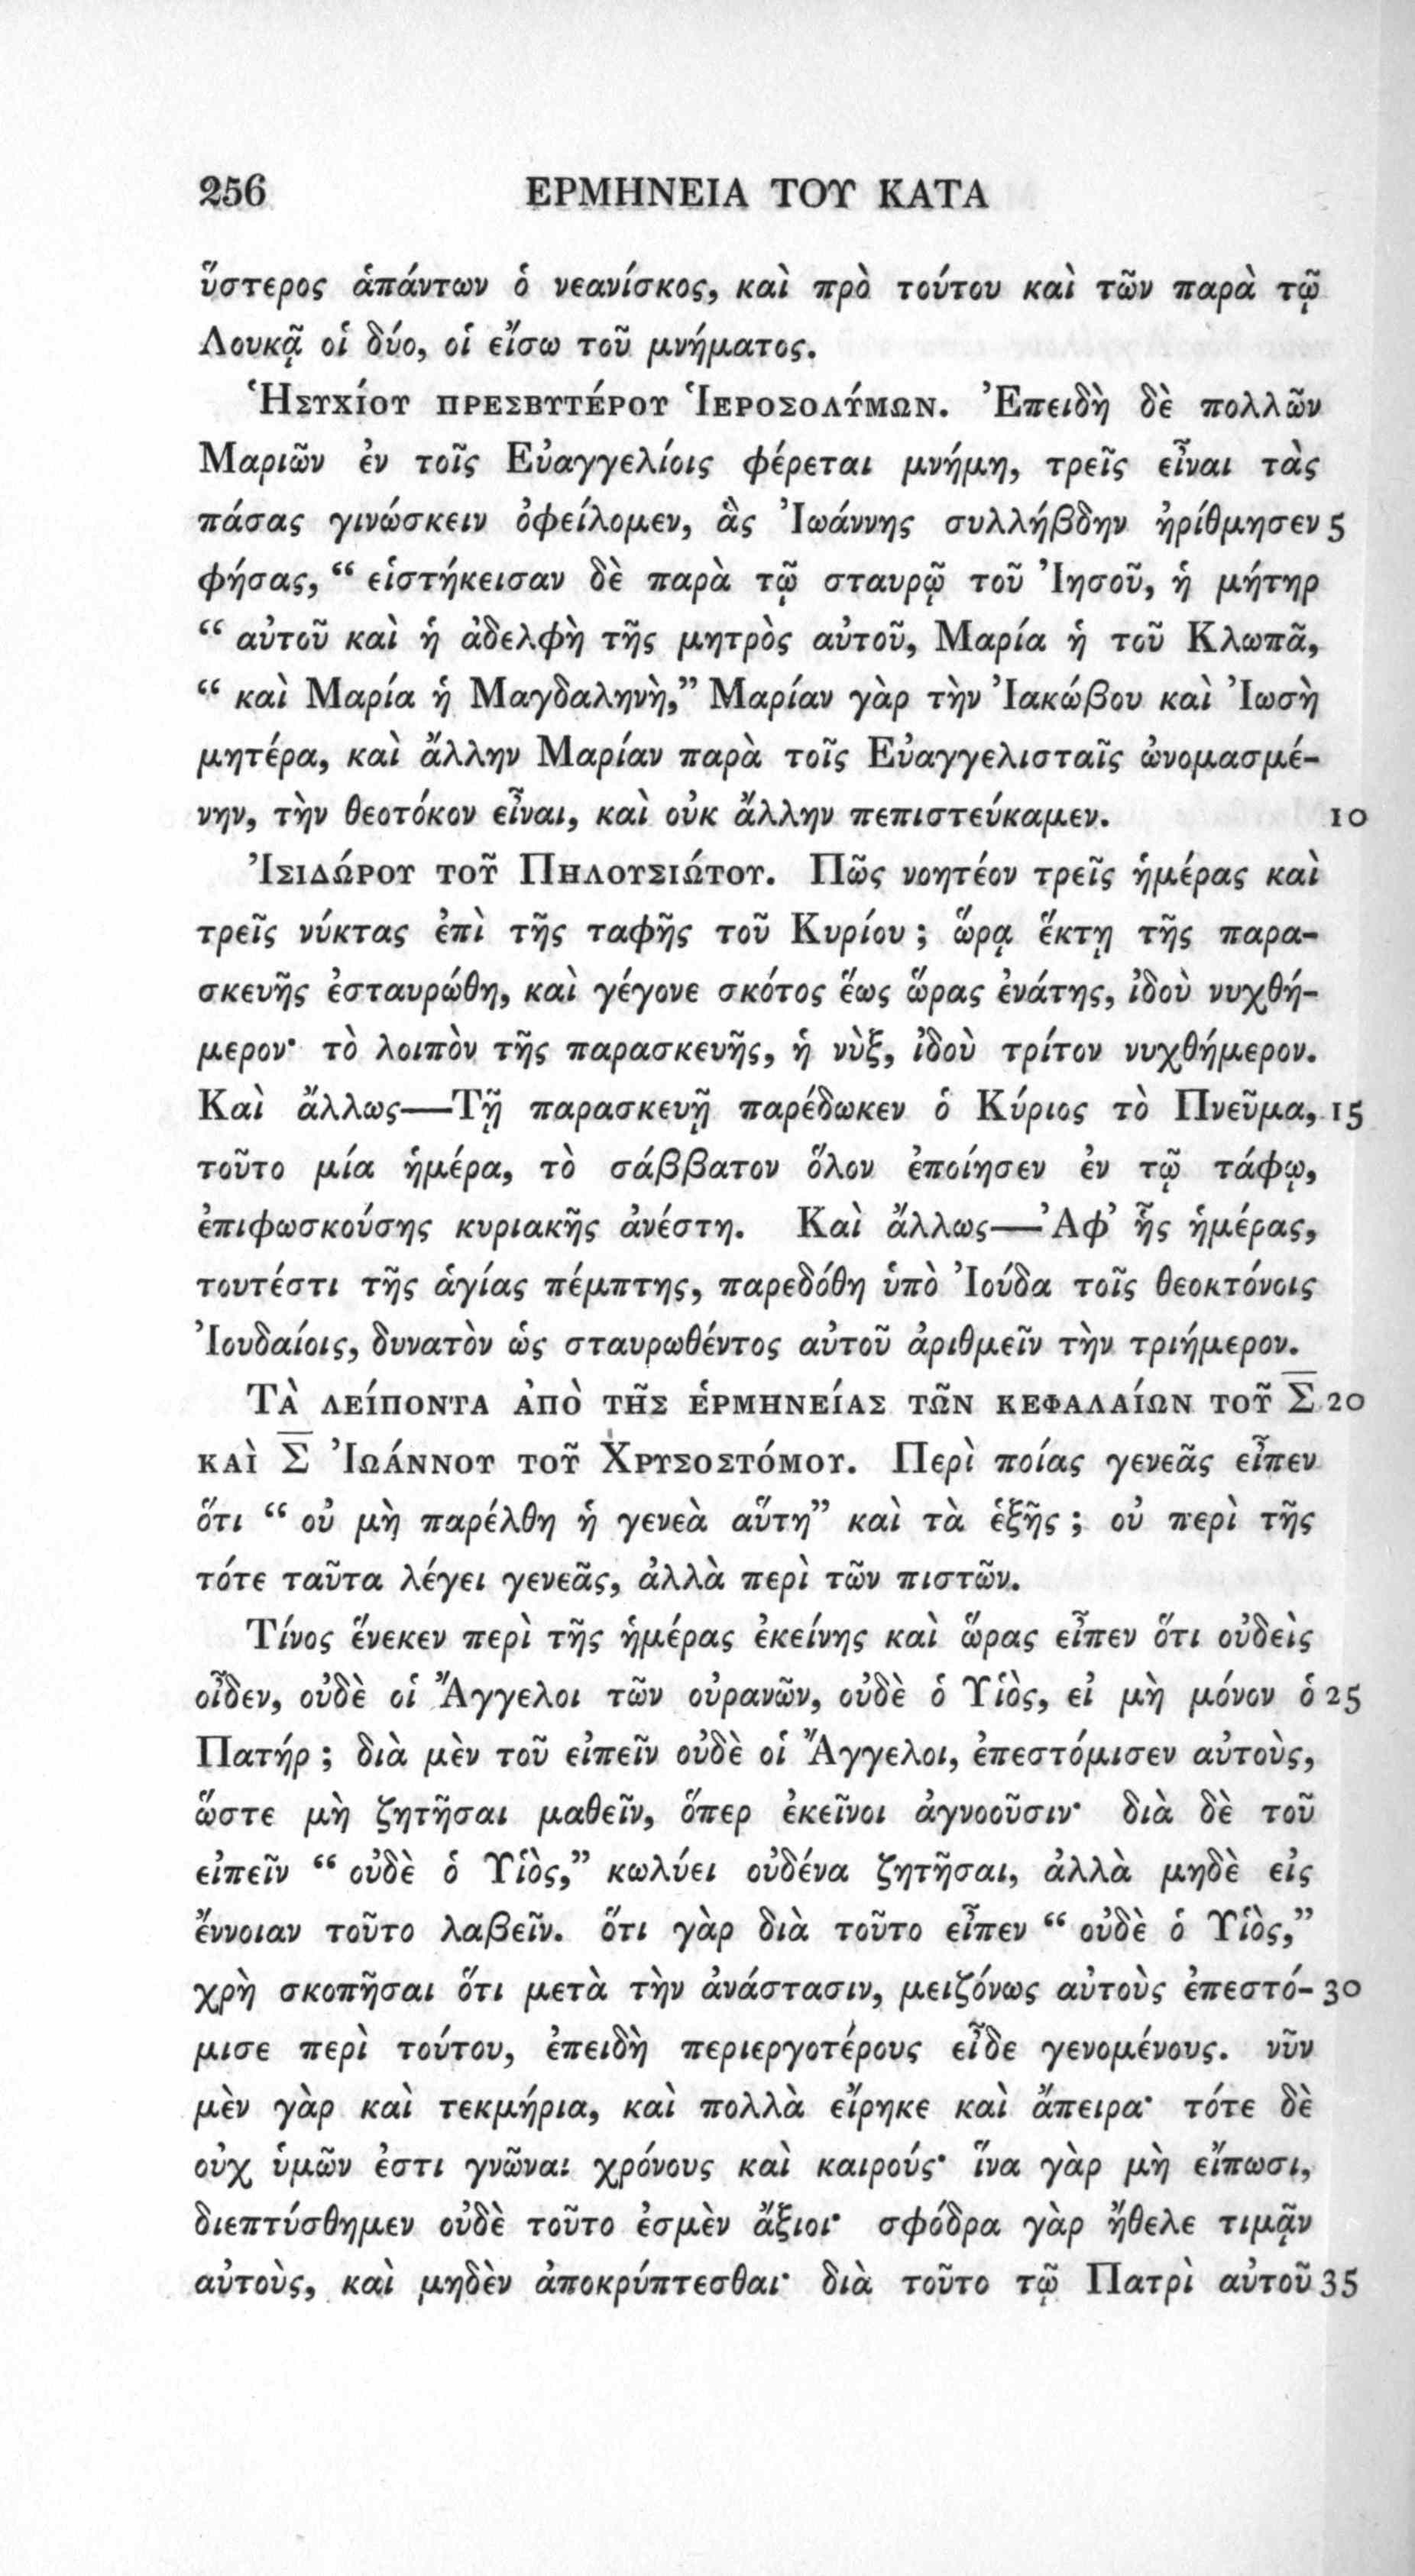 256 ΕΡΜΗΝΕΙΑ ΤΟΥ ΚΑΤΑ
ὕστερος ἁπάντων ὁ νεανίσκος, καὶ πρὸ τούτου καὶ τῶν παρὰ τῷ
Λουκᾷ οἱ δύο, οἱ εἴσω τοῦ μνήματος.
Ἡσυχίου πρεσβυτέρου Ἱεροσολύμων. Ἐπειδὴ δὲ πολλῶν
Μαριῶν ἐν τοῖς Εὐαγγελίοις φέρεται μνήμη, τρεῖς εἶναι τὰς
πάσας γινώσκειν ὀφείλομεν, ἃς Ἰωάννης συλλήβδην ἠρίθμησεν 5
φήσας, “ εἱστήκεισαν δὲ παρὰ τῷ σταυρῷ τοῦ Ἰησοῦ, ἡ μήτηρ
“ αὐτοῦ καὶ ἡ ἀδελφὴ τῆς μητρὸς αὐτοῦ, Μαρία ἡ τοῦ Κλωπᾶ,
“ καὶ Μαρία ἡ Μαγδαληνὴ,” Μαρίαν γὰρ τὴν Ἰακώβου καὶ Ἰωσὴ
μητέρα, καὶ ἄλλην Μαρίαν παρὰ τοῖς Εὐαγγελισταῖς ὠνομασμέ-
νην, τὴν θεοτόκον εἶναι, καὶ οὐκ ἄλλην πεπιστεύκαμεν. 10
Ἰσιδώρου τοῦ Πηλουσιώτου. Πῶς νοητέον τρεῖς ἡμέρας καὶ
τρεῖς νύκτας ἐπὶ τῆς ταφῆς τοῦ Κυρίου ; ὥρᾳ ἕκτῃ τῆς παρα-
σκευῆς ἐσταυρώθη, καὶ γέγονε σκότος ἕως ὥρας ἐνάτης, ἰδοὺ νυχθή-
μερον· τὸ λοιπὸν τῆς παρασκευῆς, ἡ νὺξ, ἰδοὺ τρίτον νυχθήμερον.
Καὶ ἄλλως—Τῇ παρασκευῇ παρέδωκεν ὁ Κύριος τὸ Πνεῦμα, 15
τοῦτο μία ἡμέρα, τὸ σάββατον ὅλον ἐποίησεν ἐν τῷ τάφῳ,
ἐπιφωσκούσης κυριακῆς ἀνέστη. Καὶ ἄλλως—Ἀφ’ ἧς ἡμέρας,
τουτέστι τῆς ἁγίας πέμπτης, παρεδόθη ὑπὸ Ἰούδα τοῖς θεοκτόνοις
Ἰουδαίοις, δυνατὸν ὡς σταυρωθέντος αὐτοῦ ἀριθμεῖν τὴν τριήμερον.
Τὰ λείποντα ἀπὸ τῆς ἑρμηνείας τῶν κεφαλαίων τοῦ Σ̅ 20
καὶ Σ̅ Ἰωάννου τοῦ Χρυσοστόμου. Περὶ ποίας γενεᾶς εἶπεν
ὅτι “ οὐ μὴ παρέλθη ἡ γενεὰ αὕτη” καὶ τὰ ἑξῆς ; οὐ περὶ τῆς
τότε ταῦτα λέγει γενεᾶς, ἀλλὰ περὶ τῶν πιστῶν.
Τίνος ἕνεκεν περὶ τῆς ἡμέρας ἐκείνης καὶ ὥρας εἶπεν ὅτι οὐδεὶς
οἶδεν, οὐδὲ οἱ Ἄγγελοι τῶν οὐρανῶν, οὐδὲ ὁ Υἱὸς, εἰ μὴ μόνον ὁ 25
Πατήρ ; διὰ μὲν τοῦ εἰπεῖν οὐδὲ οἱ Ἄγγελοι, ἐπεστόμισεν αὐτοὺς,
ὥστε μὴ ζητῆσαι μαθεῖν, ὅπερ ἐκεῖνοι ἀγνοοῦσιν· διὰ δὲ τοῦ
εἰπεῖν “ οὐδὲ ὁ Υἱὸς,” κωλύει οὐδένα ζητῆσαι, ἀλλὰ μηδὲ εἰς
ἔννοιαν τοῦτο λαβεῖν. ὅτι γὰρ διὰ τοῦτο εἶπεν “ οὐδὲ ὁ Υἱὸς,”
χρὴ σκοπῆσαι ὅτι μετὰ τὴν ἀνάστασιν, μειζόνως αὐτοὺς ἐπεστό- 30
μισε περὶ τούτου, ἐπειδὴ περιεργοτέρους εἶδε γενομένους. νῦν
μὲν γὰρ καὶ τεκμήρια, καὶ πολλὰ εἴρηκε καὶ ἄπειρα· τότε δὲ
οὐχ ὑμῶν ἐστι γνῶναι χρόνους καὶ καιρούς· ἵνα γὰρ μὴ εἴπωσι,
διεπτύσθημεν οὐδὲ τοῦτο ἐσμὲν ἄξιοι· σφόδρα γὰρ ἤθελε τιμᾷν
αὐτοὺς, καὶ μηδὲν ἀποκρύπτεσθαι· διὰ τοῦτο τῷ Πατρὶ αὐτοῦ 35